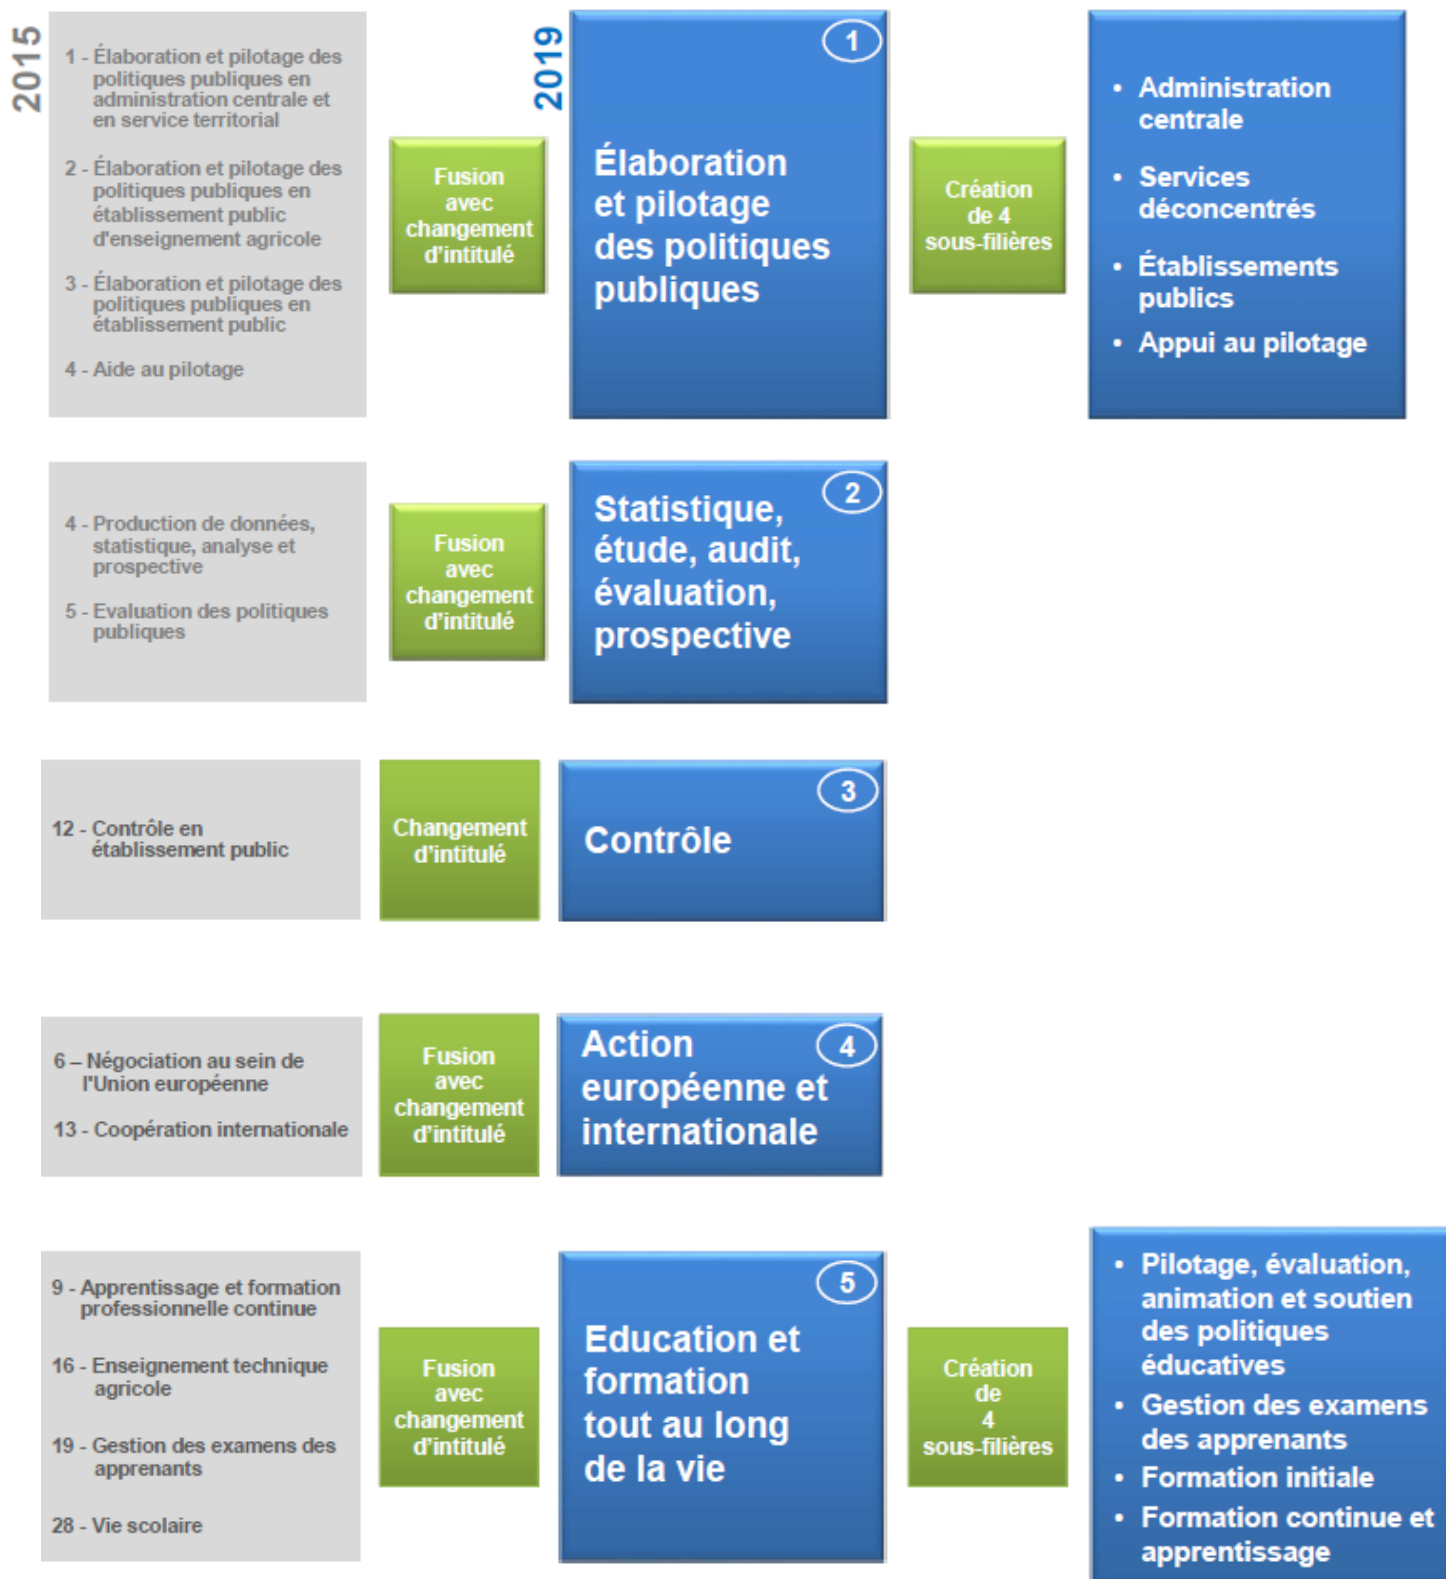 2015
1 - Élaboration et pilotage des
politiques publiques en
administration centrale et
en service territorial
2 - Élaboration et pilotage des
politiques publiques en
établissement public
d'enseignement agricole
3 - Élaboration et pilotage des
politiques publiques en
établissement public
4 - Aide au pilotage
Fusion
avec
changement
d'intitulé
2019
1
Élaboration
et pilotage
des politiques
publiques
Création
de 4
sous-filières
• Administration
centrale
• Services
déconcentrés
• Établissements
publics
• Appui au pilotage
4 - Production de données,
statistique, analyse et
prospective
5 - Evaluation des politiques
publiques
Fusion
avec
changement
d'intitulé
2
Statistique,
étude, audit,
évaluation,
prospective
12 - Contrôle en
établissement public
Changement
d'intitulé
3
Contrôle
6 – Négociation au sein de
l'Union européenne
13 - Coopération internationale
Fusion
avec
changement
d'intitulé
4
Action
européenne et
internationale
9 - Apprentissage et formation
professionnelle continue
16 - Enseignement technique
agricole
19 - Gestion des examens des
apprenants
28 - Vie scolaire
Fusion
avec
changement
d'intitulé
5
Education et
formation
tout au long
de la vie
Création
de
4
sous-filières
• Pilotage, évaluation,
animation et soutien
des politiques
éducatives
• Gestion des examens
des apprenants
• Formation initiale
• Formation continue et
apprentissage